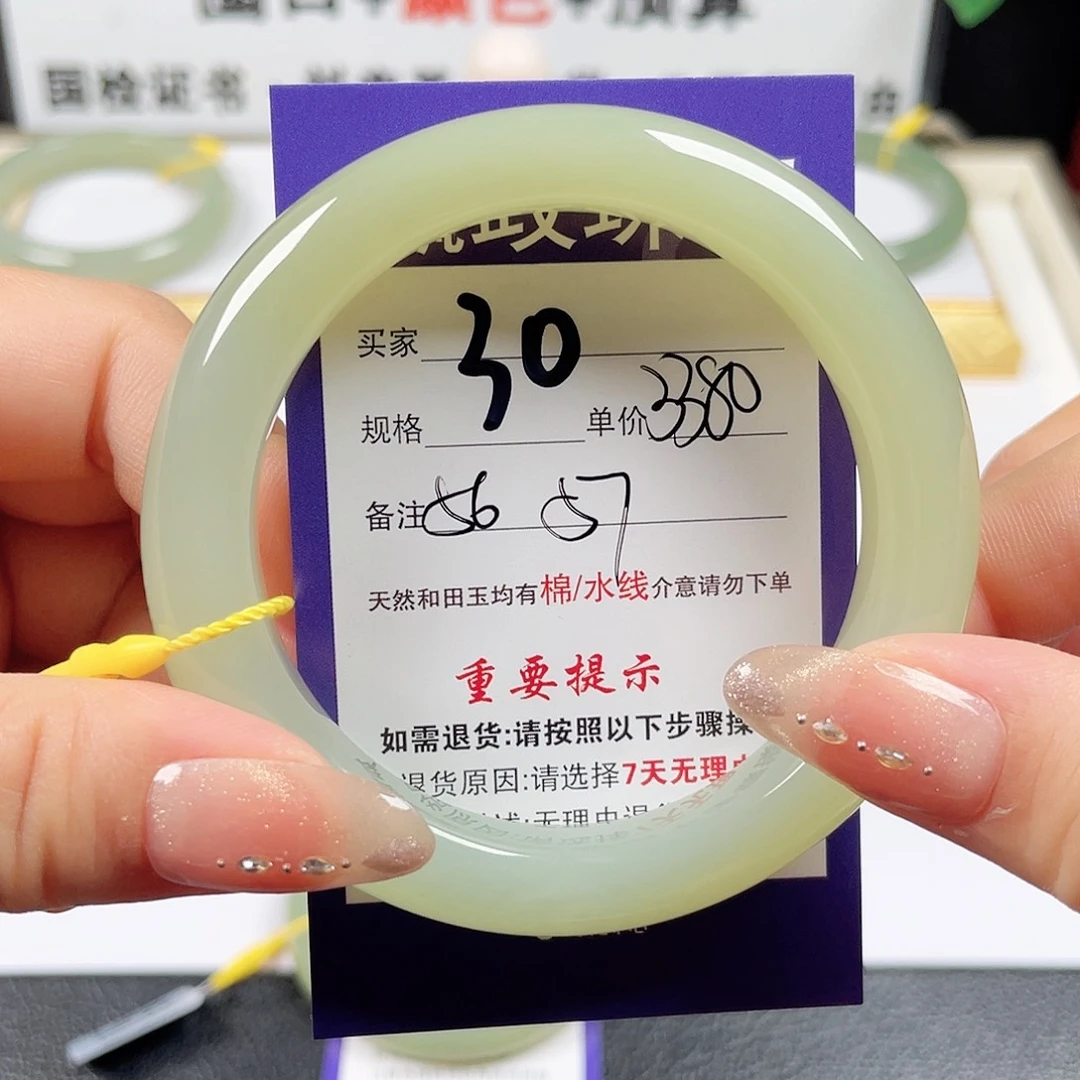 国检证书
买家 30
规格 单价 3380
备注 56 57
天然和田玉均有棉/水线介意请勿下单
重要提示
如需退货:请按照以下步骤操
退货原因:请选择7天无理由
述:无理由退